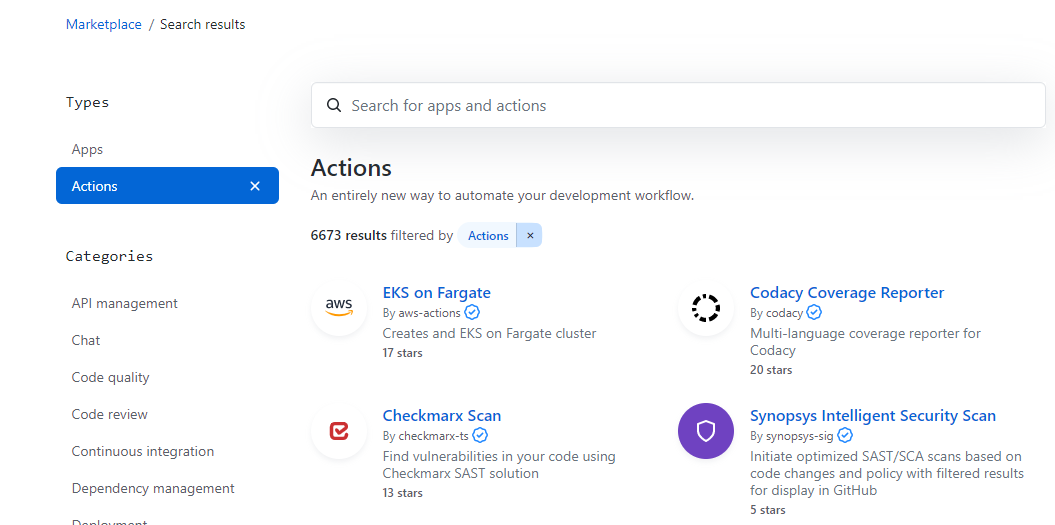 Marketplace / Search results
Types
Apps
Actions
Categories
API management
Chat
Code quality
Code review
Continuous integration
Dependency management
Deployment
Search for apps and actions
Actions
An entirely new way to automate your development workflow.
6673 results filtered by Actions ×
aws
EKS on Fargate
By aws-actions
Creates and EKS on Fargate cluster
17 stars
Codacy Coverage Reporter
By codacy
Multi-language coverage reporter for
Codacy
20 stars
Checkmarx Scan
By checkmarx-ts
Find vulnerabilities in your code using
Checkmarx SAST solution
13 stars
Synopsys Intelligent Security Scan
By synopsys-sig
Initiate optimized SAST/SCA scans based on
code changes and policy with filtered results
for display in GitHub
5 stars